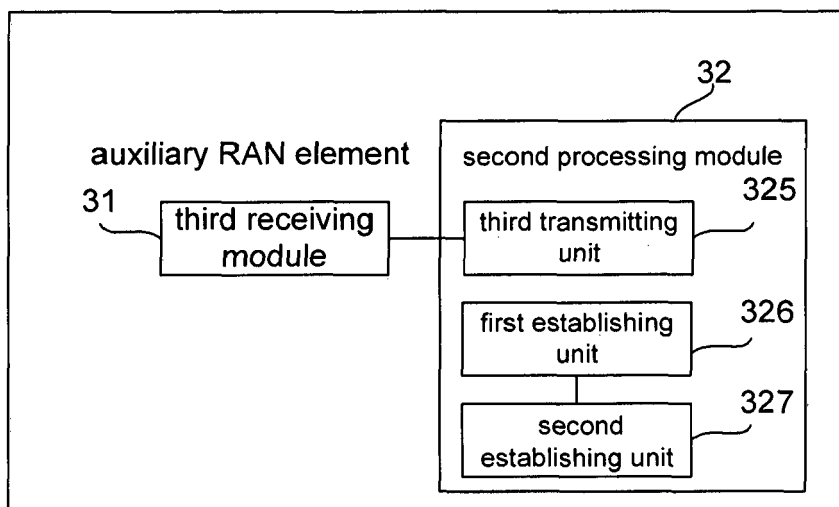 32
auxiliary RAN element
second processing module
31
third receiving
module
325
third transmitting
unit
326
first establishing
unit
327
second
establishing unit